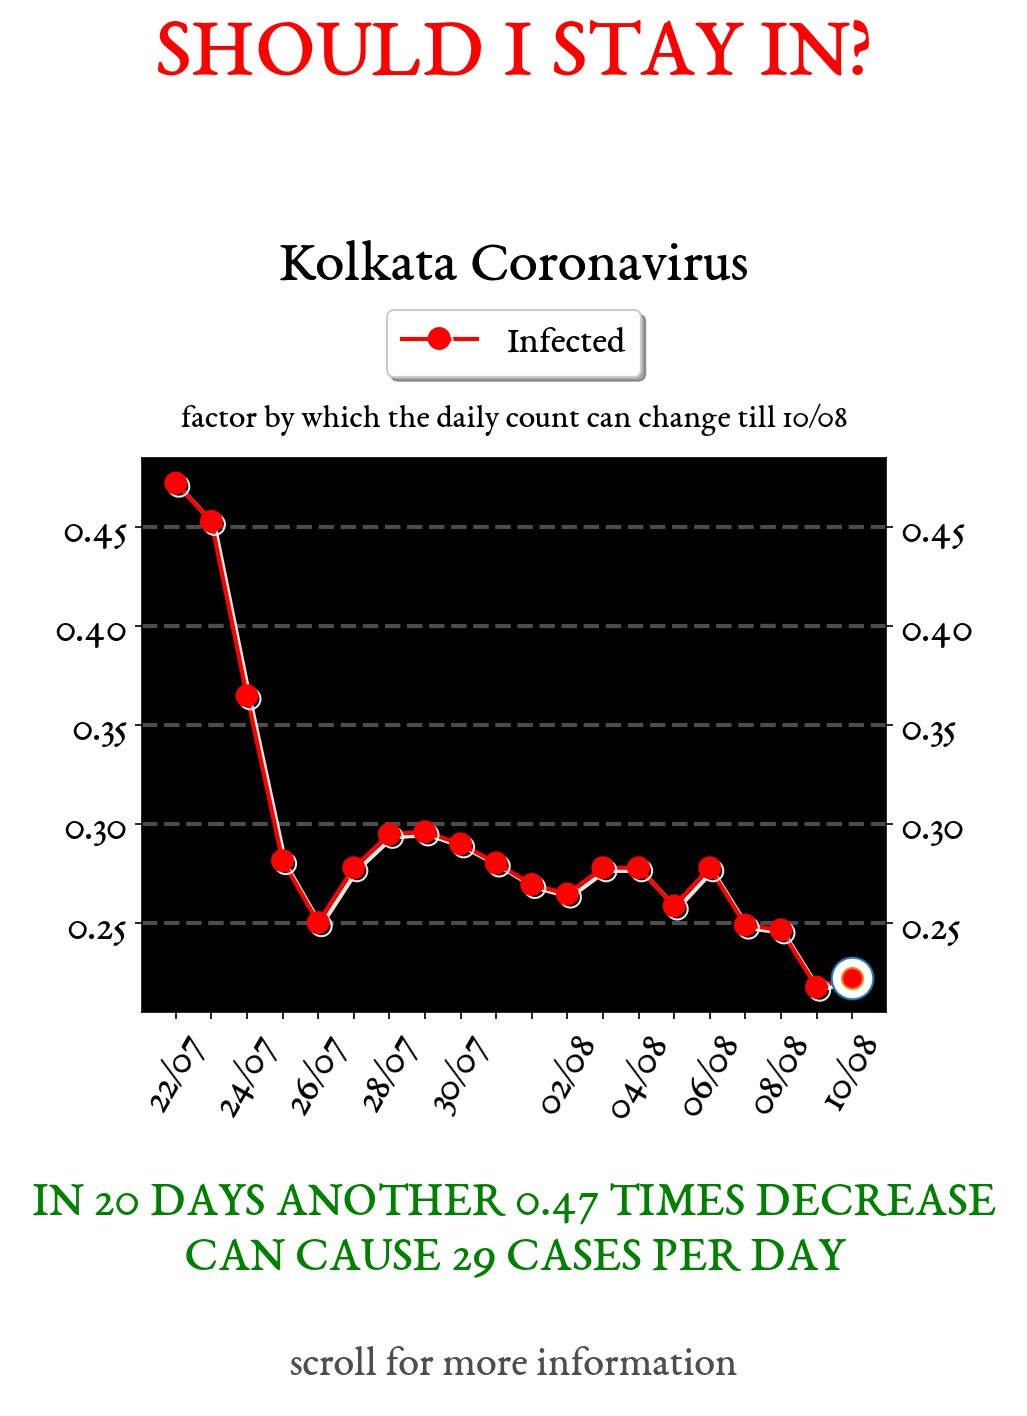 SHOULD I STAY IN?
Kolkata Coronavirus
Infected
factor by which the daily count can change till 10/08
0.45 0.45
0.40 0.40
0.35 0.35
0.30 0.30
0.25 0.25
22/07 24/07 26/07 28/07 30/07 02/08 04/08 06/08 08/08 10/08
IN 20 DAYS ANOTHER 0.47 TIMES DECREASE
CAN CAUSE 29 CASES PER DAY
scroll for more information